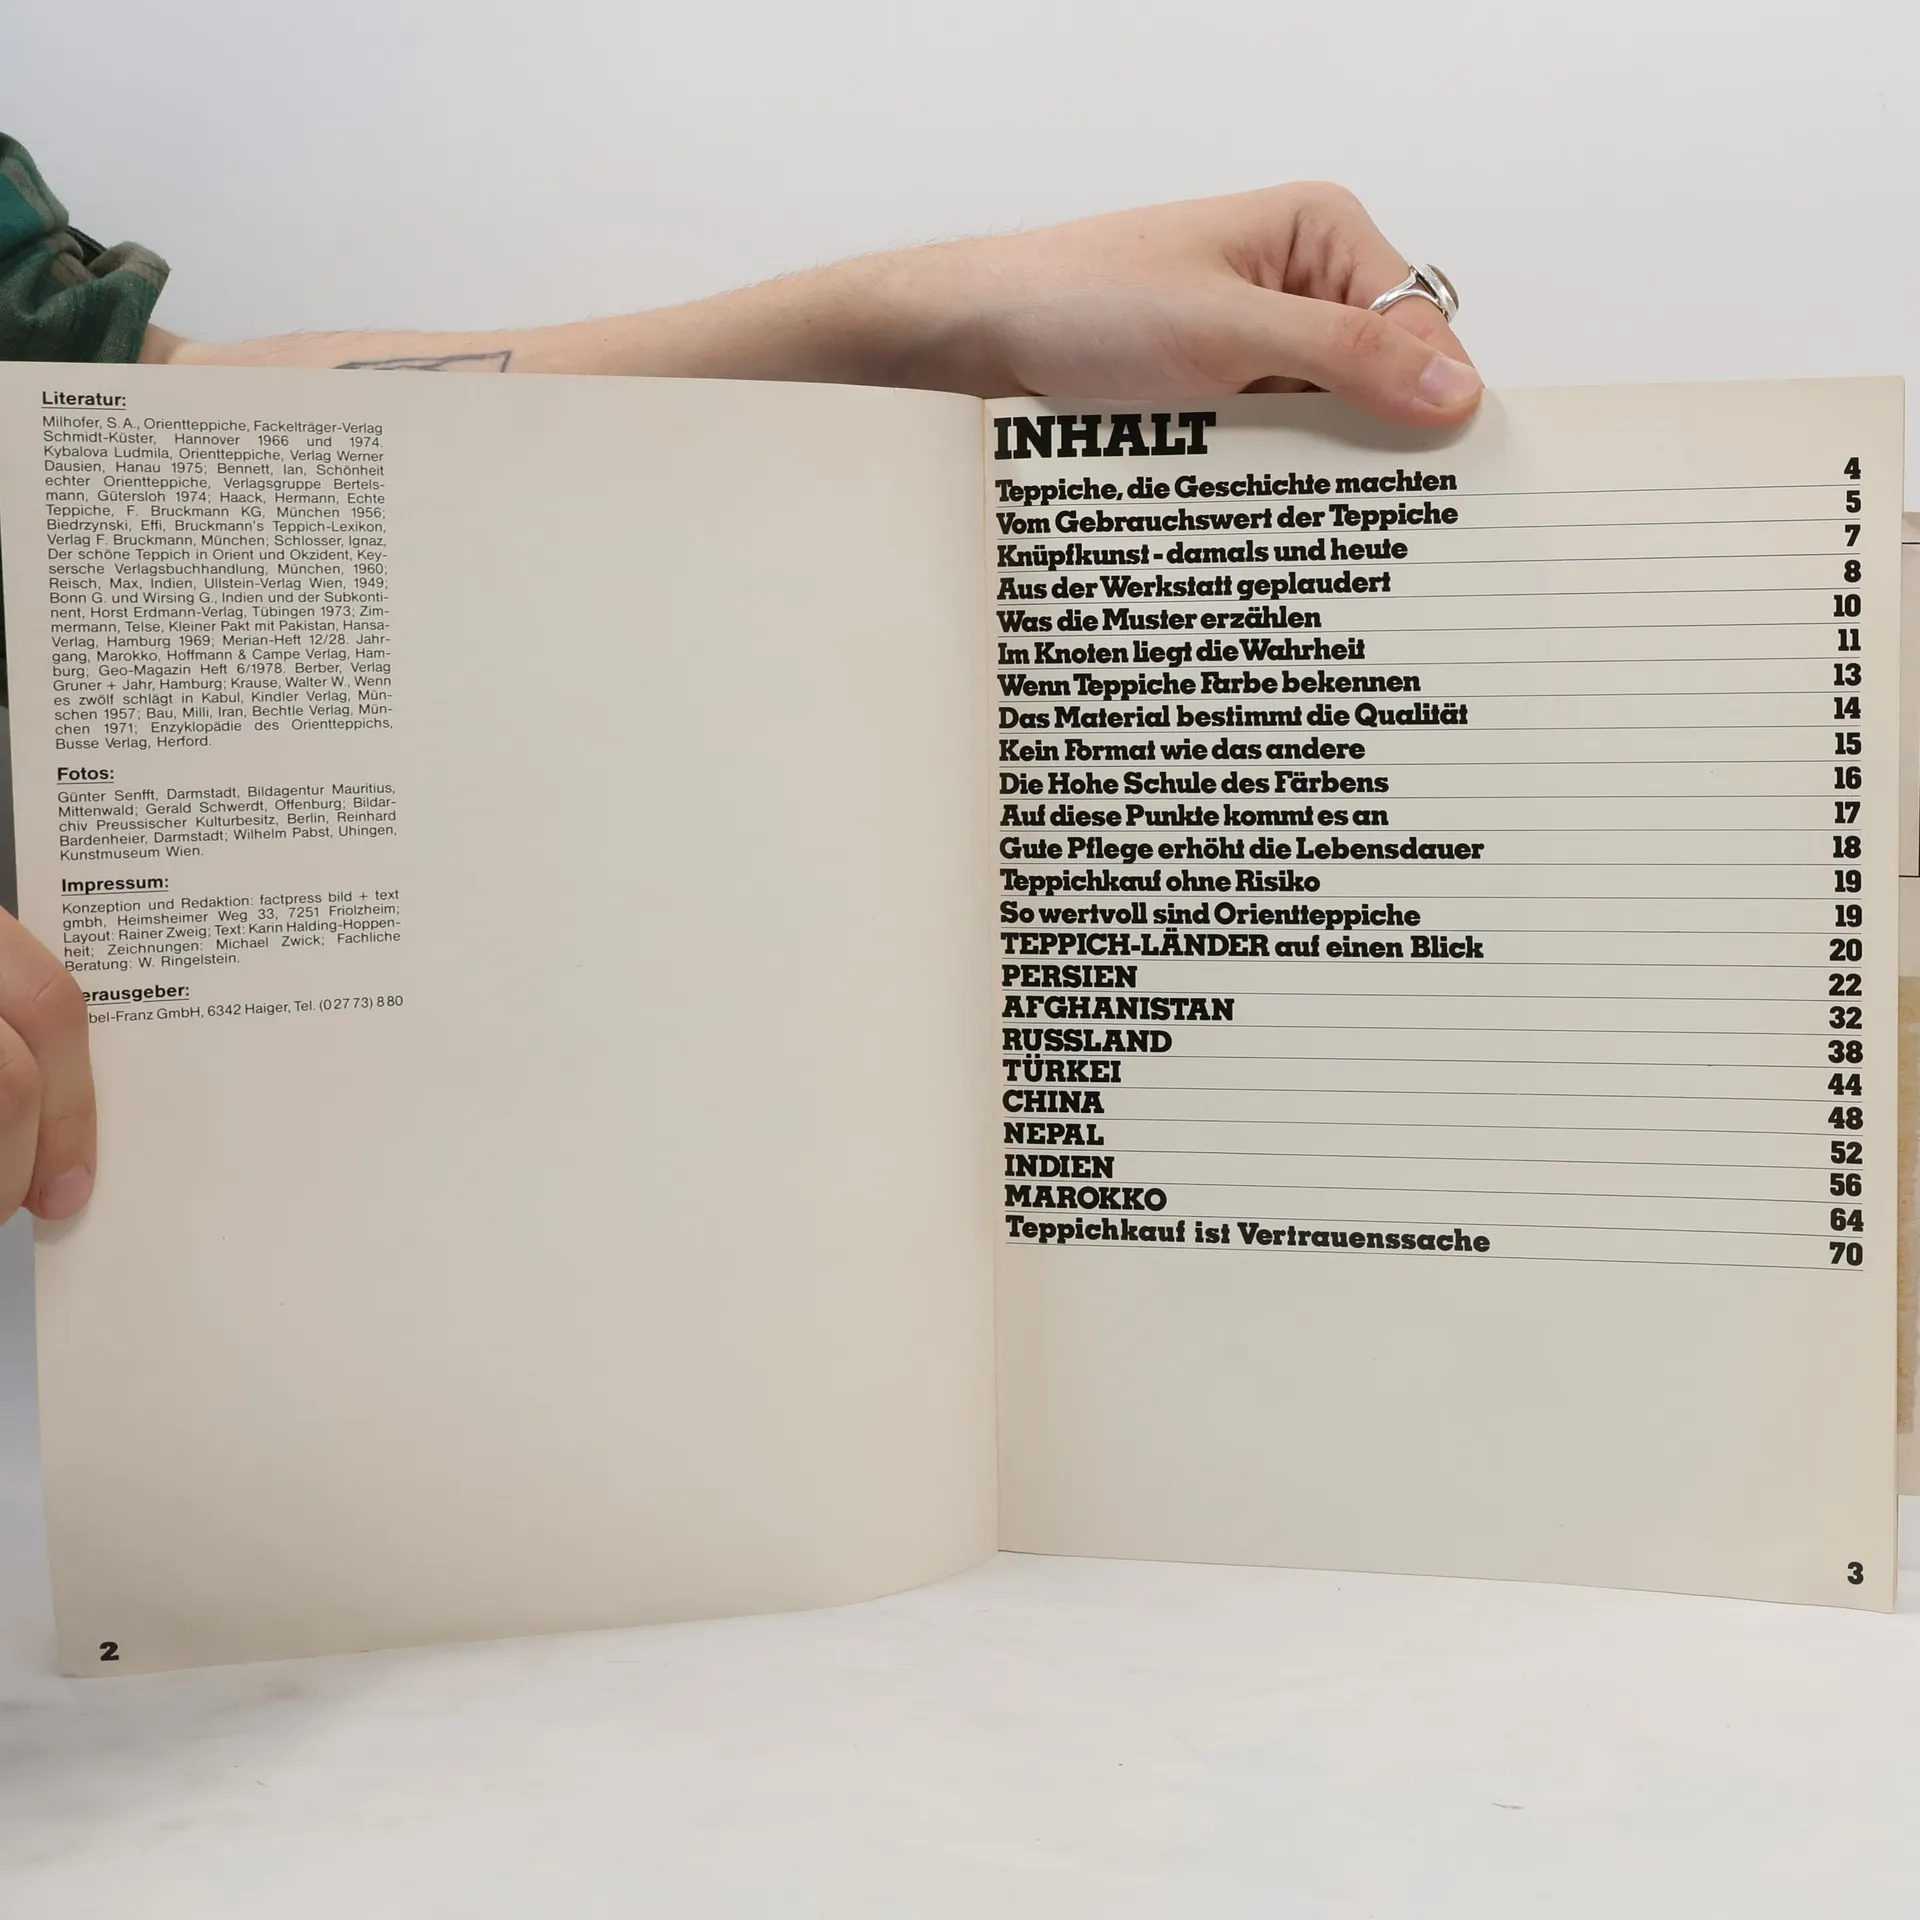 Literatur:
Milhofer, S.A., Orientteppiche, Fackelträger-Verlag
Schmidt-Küster, Hannover 1966 und 1974.
Kybalova Ludmila, Orientteppiche, Verlag Werner
Dausien, Hanau 1975; Bennett, Ian, Schönheit
echter Orientteppiche, Verlagsgruppe Bertels-
mann, Gütersloh 1974; Haack, Hermann, Echte
Teppiche, F. Bruckmann KG, München 1956;
Biedrzynski, Effi, Bruckmann's Teppich-Lexikon,
Verlag F. Bruckmann, München; Schlosser, Ignaz,
Der schöne Teppich in Orient und Okzident, Key-
sersche Verlagsbuchhandlung, München, 1960;
Reisch, Max, Indien, Ullstein-Verlag Wien, 1949;
Bonn G. und Wirsing G., Indien und der Subkonti-
nent, Horst Erdmann-Verlag, Tübingen 1973; Zim-
mermann, Telse, Kleiner Pakt mit Pakistan, Hansa-
Verlag, Hamburg 1969; Merian-Heft 12/28. Jahr-
gang, Marokko, Hoffmann & Campe Verlag, Ham-
burg; Geo-Magazin Heft 6/1978. Berber, Verlag
Gruner + Jahr, Hamburg; Krause, Walter W., Wenn
es zwölf schlägt in Kabul, Kindler Verlag, Mün-
schen 1957; Bau, Milli, Iran, Bechtle Verlag, Mün-
chen 1971; Enzyklopädie des Orientteppichs,
Busse Verlag, Herford.
Fotos:
Günter Senfft, Darmstadt, Bildagentur Mauritius,
Mittenwald; Gerald Schwerdt, Offenburg; Bildar-
chiv Preussischer Kulturbesitz, Berlin, Reinhard
Bardenheier, Darmstadt; Wilhelm Pabst, Uhingen,
Kunstmuseum Wien.
Impressum:
Konzeption und Redaktion: factpress bild + text
gmbh, Heimsheimer Weg 33, 7251 Friolzheim;
Layout: Rainer Zweig; Text: Karin Halding-Hoppen-
heit; Zeichnungen: Michael Zwick; Fachliche
Beratung: W. Ringelstein.
erausgeber:
bel-Franz GmbH, 6342 Haiger, Tel. (0 27 73) 8 80
2
INHALT
Teppiche, die Geschichte machten 4
Vom Gebrauchswert der Teppiche 5
Knüpfkunst - damals und heute 7
Aus der Werkstatt geplaudert 8
Was die Muster erzählen 10
Im Knoten liegt die Wahrheit 11
Wenn Teppiche Farbe bekennen 13
Das Material bestimmt die Qualität 14
Kein Format wie das andere 15
Die Hohe Schule des Färbens 16
Auf diese Punkte kommt es an 17
Gute Pflege erhöht die Lebensdauer 18
Teppichkauf ohne Risiko 19
So wertvoll sind Orientteppiche 19
TEPPICH-LÄNDER auf einen Blick 20
PERSIEN 22
AFGHANISTAN 32
RUSSLAND 38
TÜRKEI 44
CHINA 48
NEPAL 52
INDIEN 56
MAROKKO 64
Teppichkauf ist Vertrauenssache 70
3